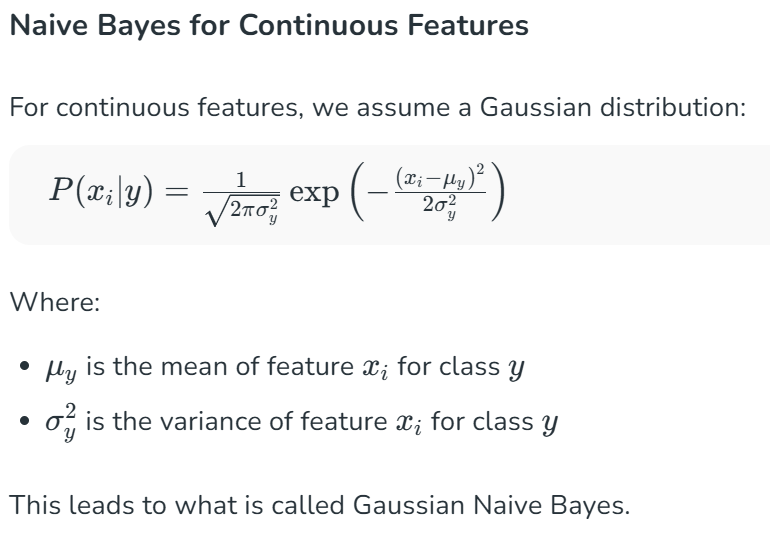 Naive Bayes for Continuous Features
For continuous features, we assume a Gaussian distribution:
$P(x_i|y) = \frac{1}{\sqrt{2\pi\sigma_y^2}} \exp\left(-\frac{(x_i-\mu_y)^2}{2\sigma_y^2}\right)$
Where:
• $\mu_y$ is the mean of feature $x_i$ for class $y$
• $\sigma_y^2$ is the variance of feature $x_i$ for class $y$
This leads to what is called Gaussian Naive Bayes.